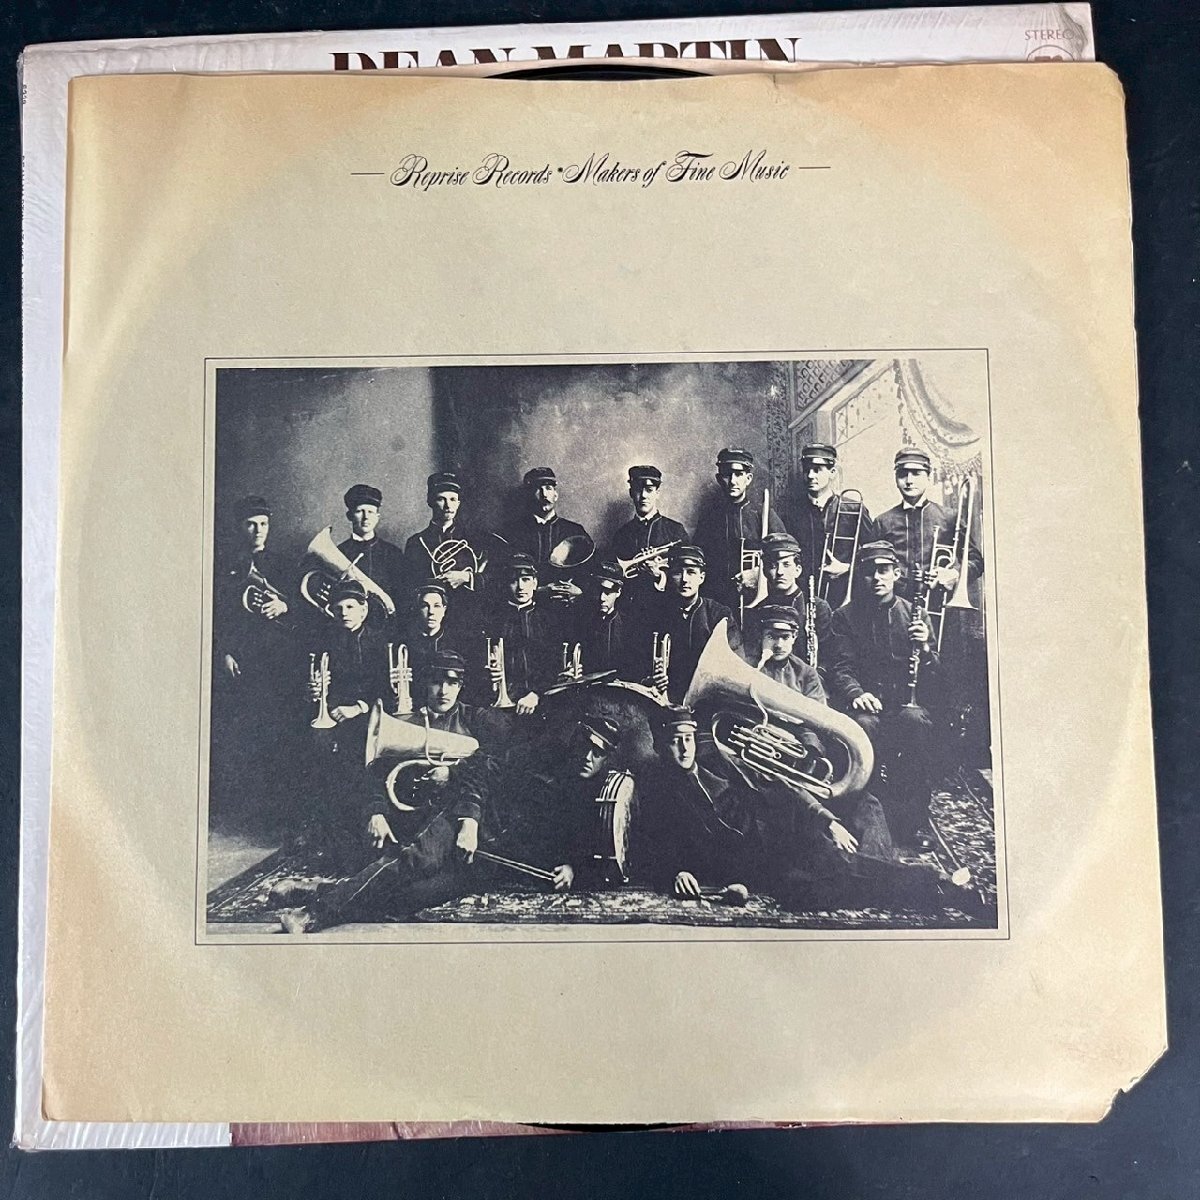 DEAN MARTIN
STEREO
Reprise Records • Makers of Fine Music